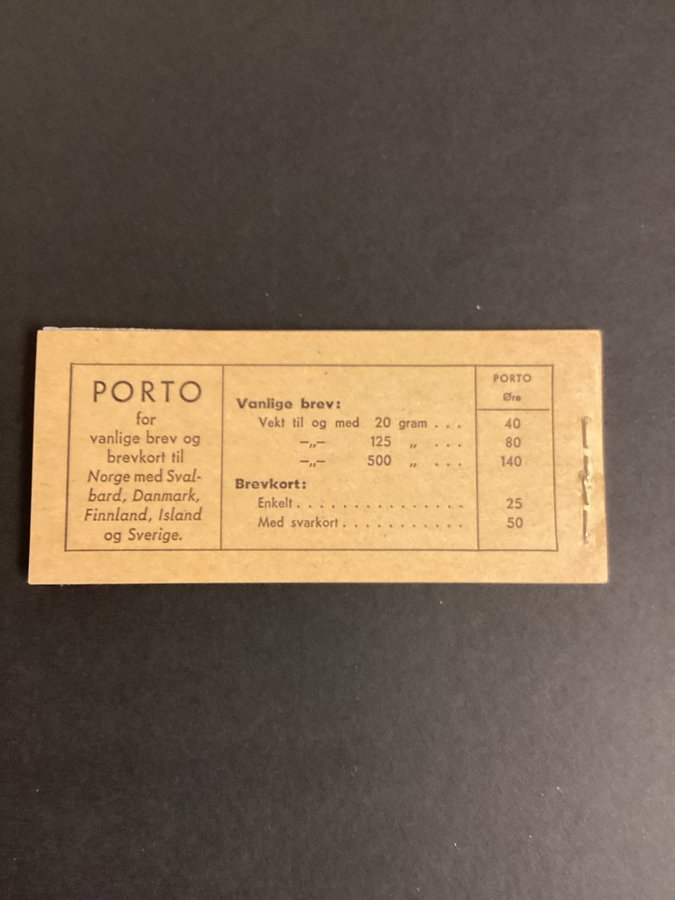 PORTO
for
vanlige brev og
brevkort til
Norge med Sval-
bard, Danmark,
Finnland, Island
og Sverige.
PORTO
Øre
Vanlige brev:
Vekt til og med 20 gram . . . 40
–„– 125 „ . . . 80
–„– 500 „ . . . 140
Brevkort:
Enkelt . . . . . . . . . . . . . . . 25
Med svarkort . . . . . . . . . . . 50